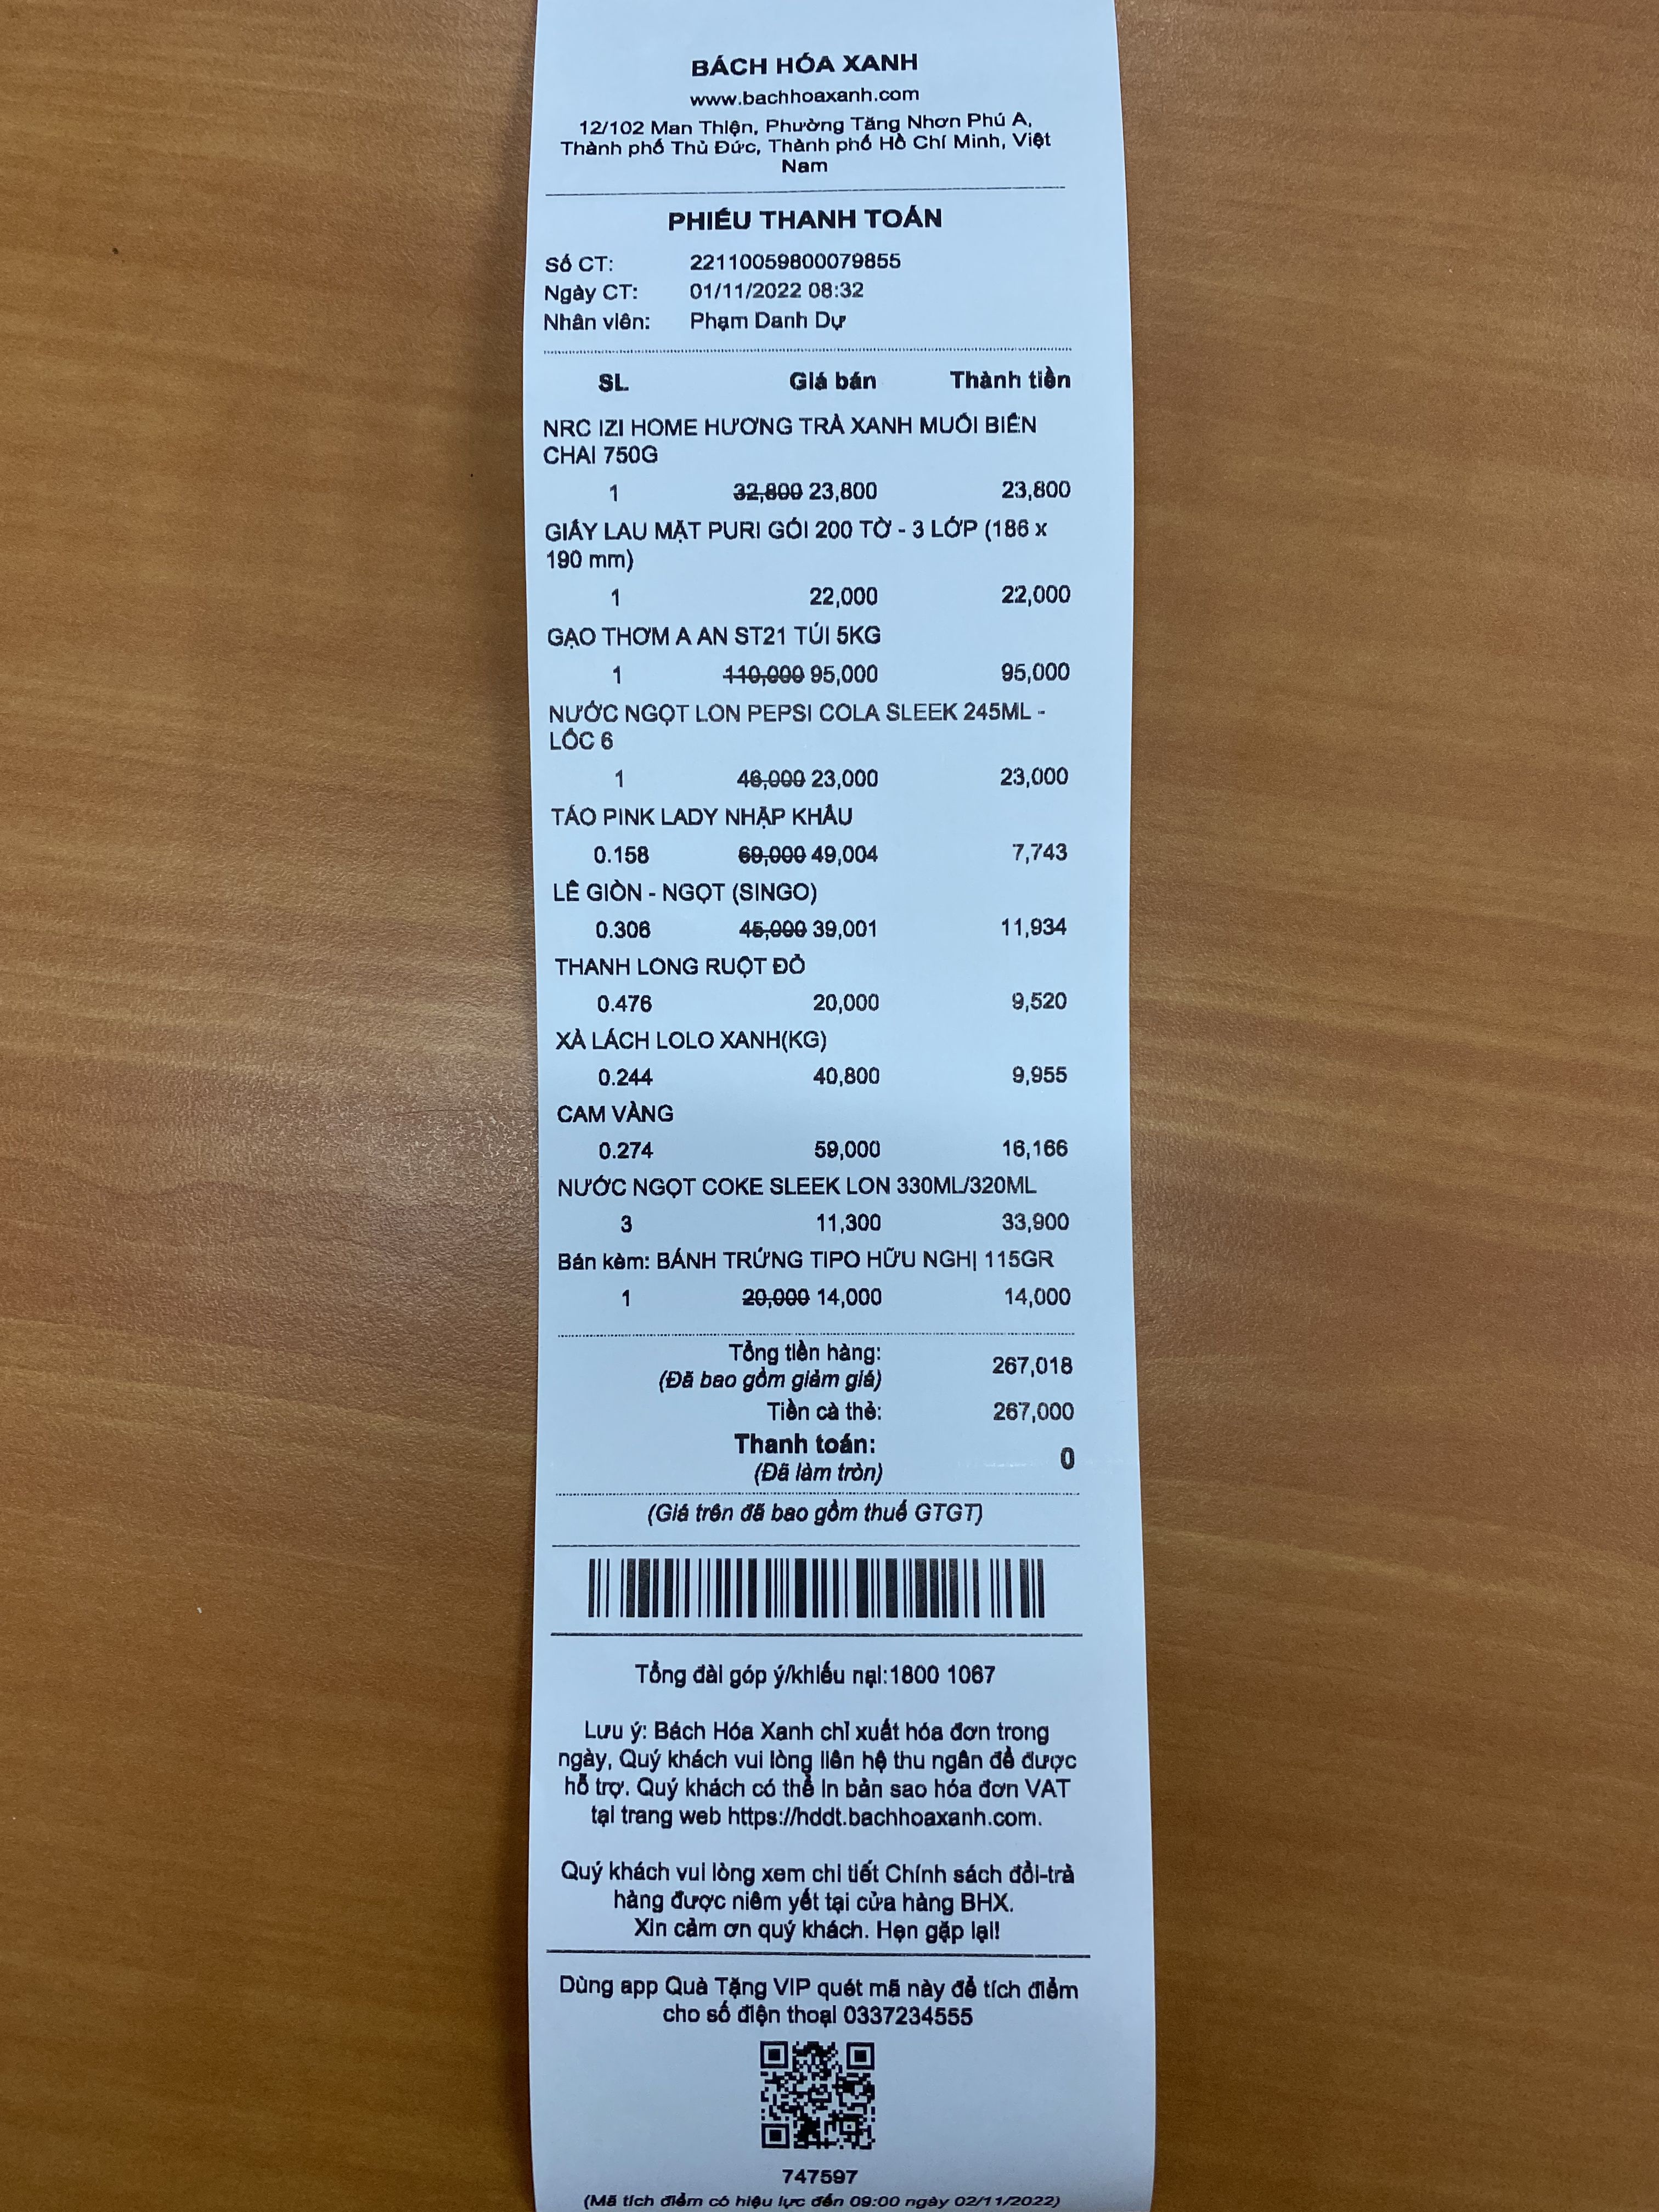 BÁCH HÓA XANH
www.bachhoaxanh.com
12/102 Man Thiện, Phường Tăng Nhơn Phú A,
Thành phố Thủ Đức, Thành phố Hồ Chí Minh, Việt
Nam
PHIẾU THANH TOÁN
Số CT: 22110059800079855
Ngày CT: 01/11/2022 08:32
Nhân viên: Phạm Danh Dự
SL Giá bán Thành tiền
NRC IZI HOME HƯƠNG TRÀ XANH MUỐI BIỂN
CHAI 750G
1 32,800 23,800 23,800
GIẤY LAU MẶT PURI GÓI 200 TỜ - 3 LỚP (186 x
190 mm)
1 22,000 22,000
GẠO THƠM A AN ST21 TÚI 5KG
1 110,000 95,000 95,000
NƯỚC NGỌT LON PEPSI COLA SLEEK 245ML -
LỐC 6
1 46,000 23,000 23,000
TÁO PINK LADY NHẬP KHẨU
0.158 69,000 49,004 7,743
LÊ GIÒN - NGỌT (SINGO)
0.306 45,000 39,001 11,934
THANH LONG RUỘT ĐỎ
0.476 20,000 9,520
XÀ LÁCH LOLO XANH(KG)
0.244 40,800 9,955
CAM VÀNG
0.274 59,000 16,166
NƯỚC NGỌT COKE SLEEK LON 330ML/320ML
3 11,300 33,900
Bán kèm: BÁNH TRỨNG TIPO HỮU NGHỊ 115GR
1 20,000 14,000 14,000
Tổng tiền hàng: 267,018
(Đã bao gồm giảm giá)
Tiền cà thẻ: 267,000
Thanh toán: 0
(Đã làm tròn)
(Giá trên đã bao gồm thuế GTGT)
Tổng đài góp ý/khiếu nại:1800 1067
Lưu ý: Bách Hóa Xanh chỉ xuất hóa đơn trong
ngày, Quý khách vui lòng liên hệ thu ngân để được
hỗ trợ. Quý khách có thể in bản sao hóa đơn VAT
tại trang web https://hddt.bachhoaxanh.com.
Quý khách vui lòng xem chi tiết Chính sách đổi-trả
hàng được niêm yết tại cửa hàng BHX.
Xin cảm ơn quý khách. Hẹn gặp lại!
Dùng app Quà Tặng VIP quét mã này để tích điểm
cho số điện thoại 0337234555
747597
(Mã tích điểm có hiệu lực đến 09:00 ngày 02/11/2022)